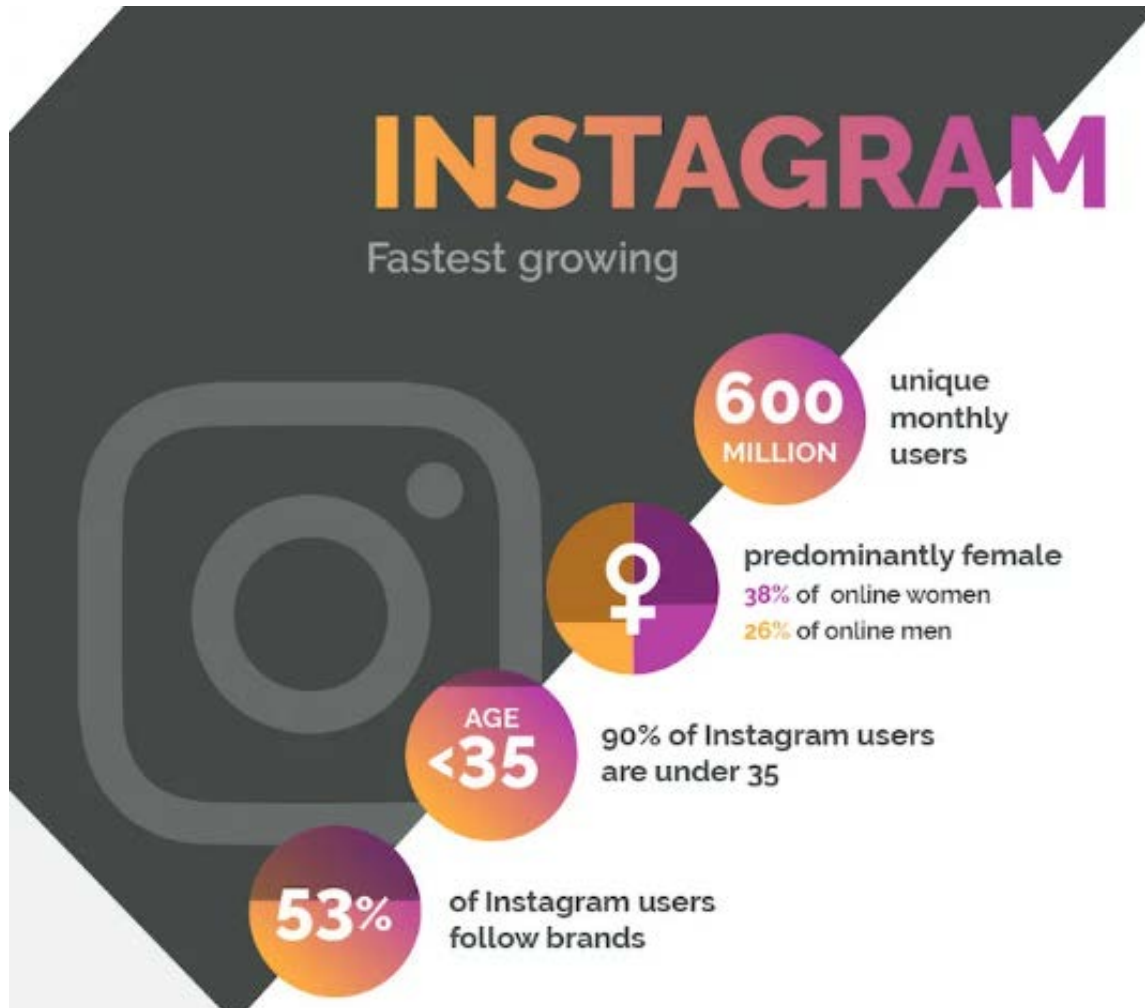 INSTAGRAM
Fastest growing
600
MILLION
unique
monthly
users
predominantly female
38% of online women
26% of online men
AGE
<35
90% of Instagram users
are under 35
53%
of Instagram users
follow brands